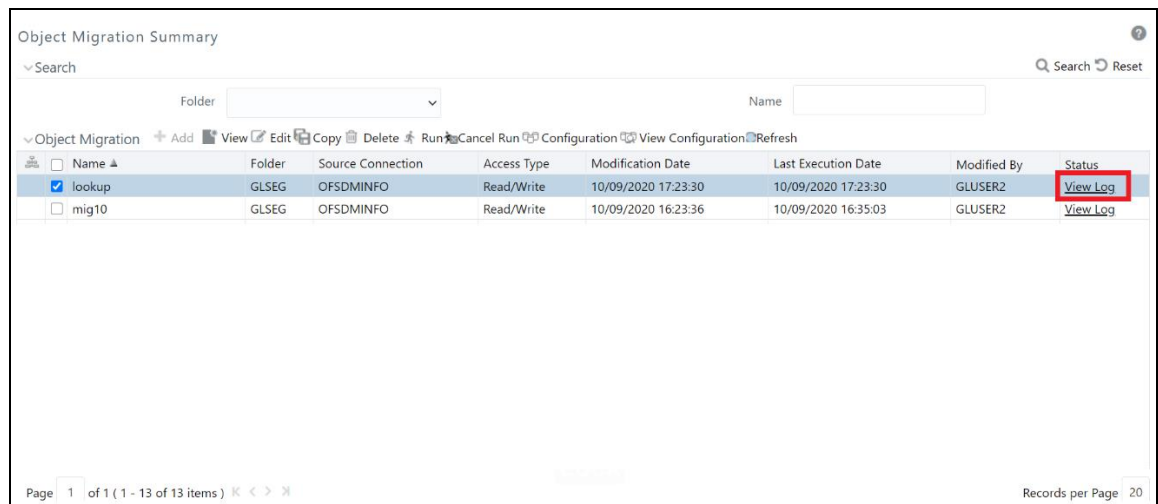 Object Migration Summary
Search
Search Reset
Folder Name
Object Migration Add View Edit Copy Delete Run Cancel Run Configuration View Configuration Refresh
Name Folder Source Connection Access Type Modification Date Last Execution Date Modified By Status
lookup GLSEG OFSDMINFO Read/Write 10/09/2020 17:23:30 10/09/2020 17:23:30 GLUSER2 View Log
mig10 GLSEG OFSDMINFO Read/Write 10/09/2020 16:23:36 10/09/2020 16:35:03 GLUSER2 View Log
Page 1 of 1 ( 1 - 13 of 13 items ) Records per Page 20